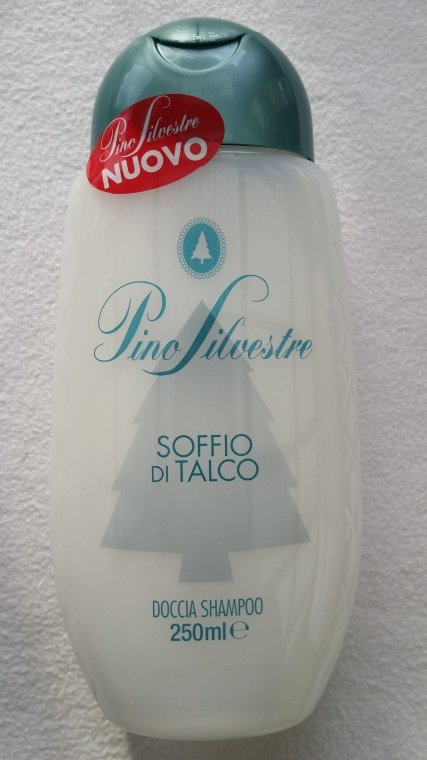 Pino Silvestre
NUOVO
Pino Silvestre
SOFFIO
DI TALCO
DOCCIA SHAMPOO
250ml ℮